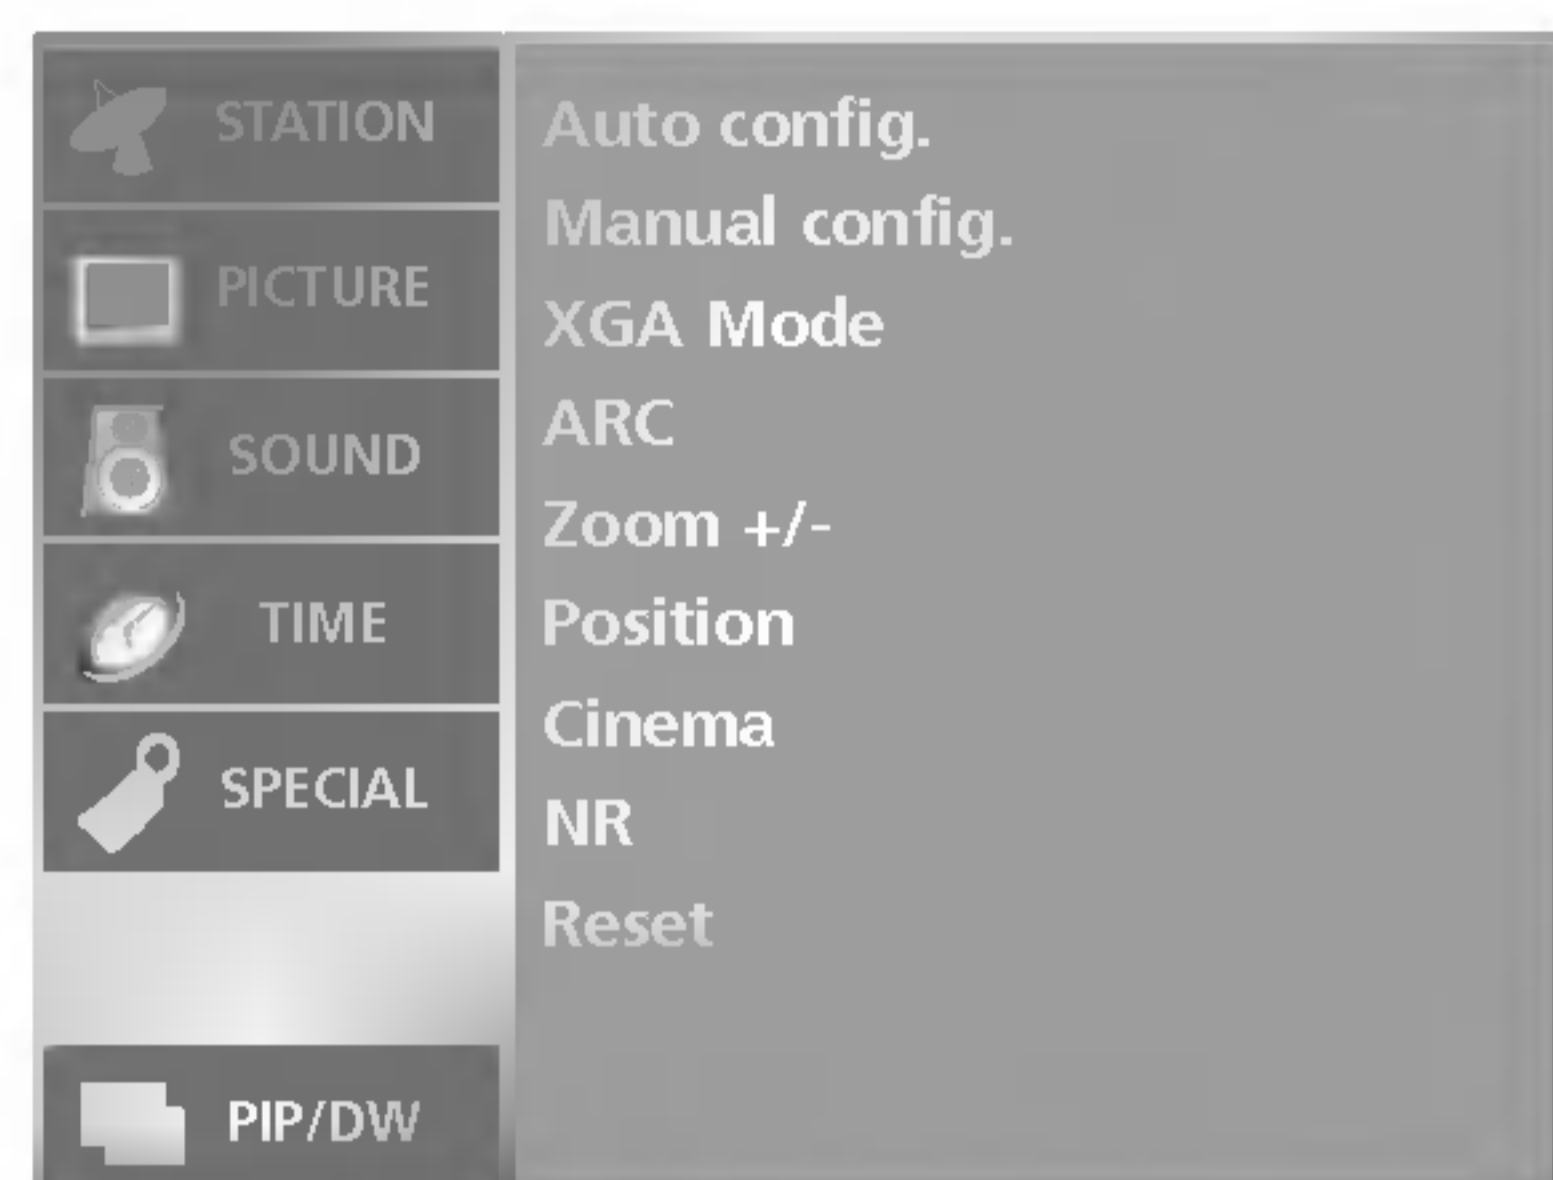 STATION
PICTURE
SOUND
TIME
SPECIAL
PIP/DW
Auto config.
Manual config.
XGA Mode
ARC
Zoom +/-
Position
Cinema
NR
Reset